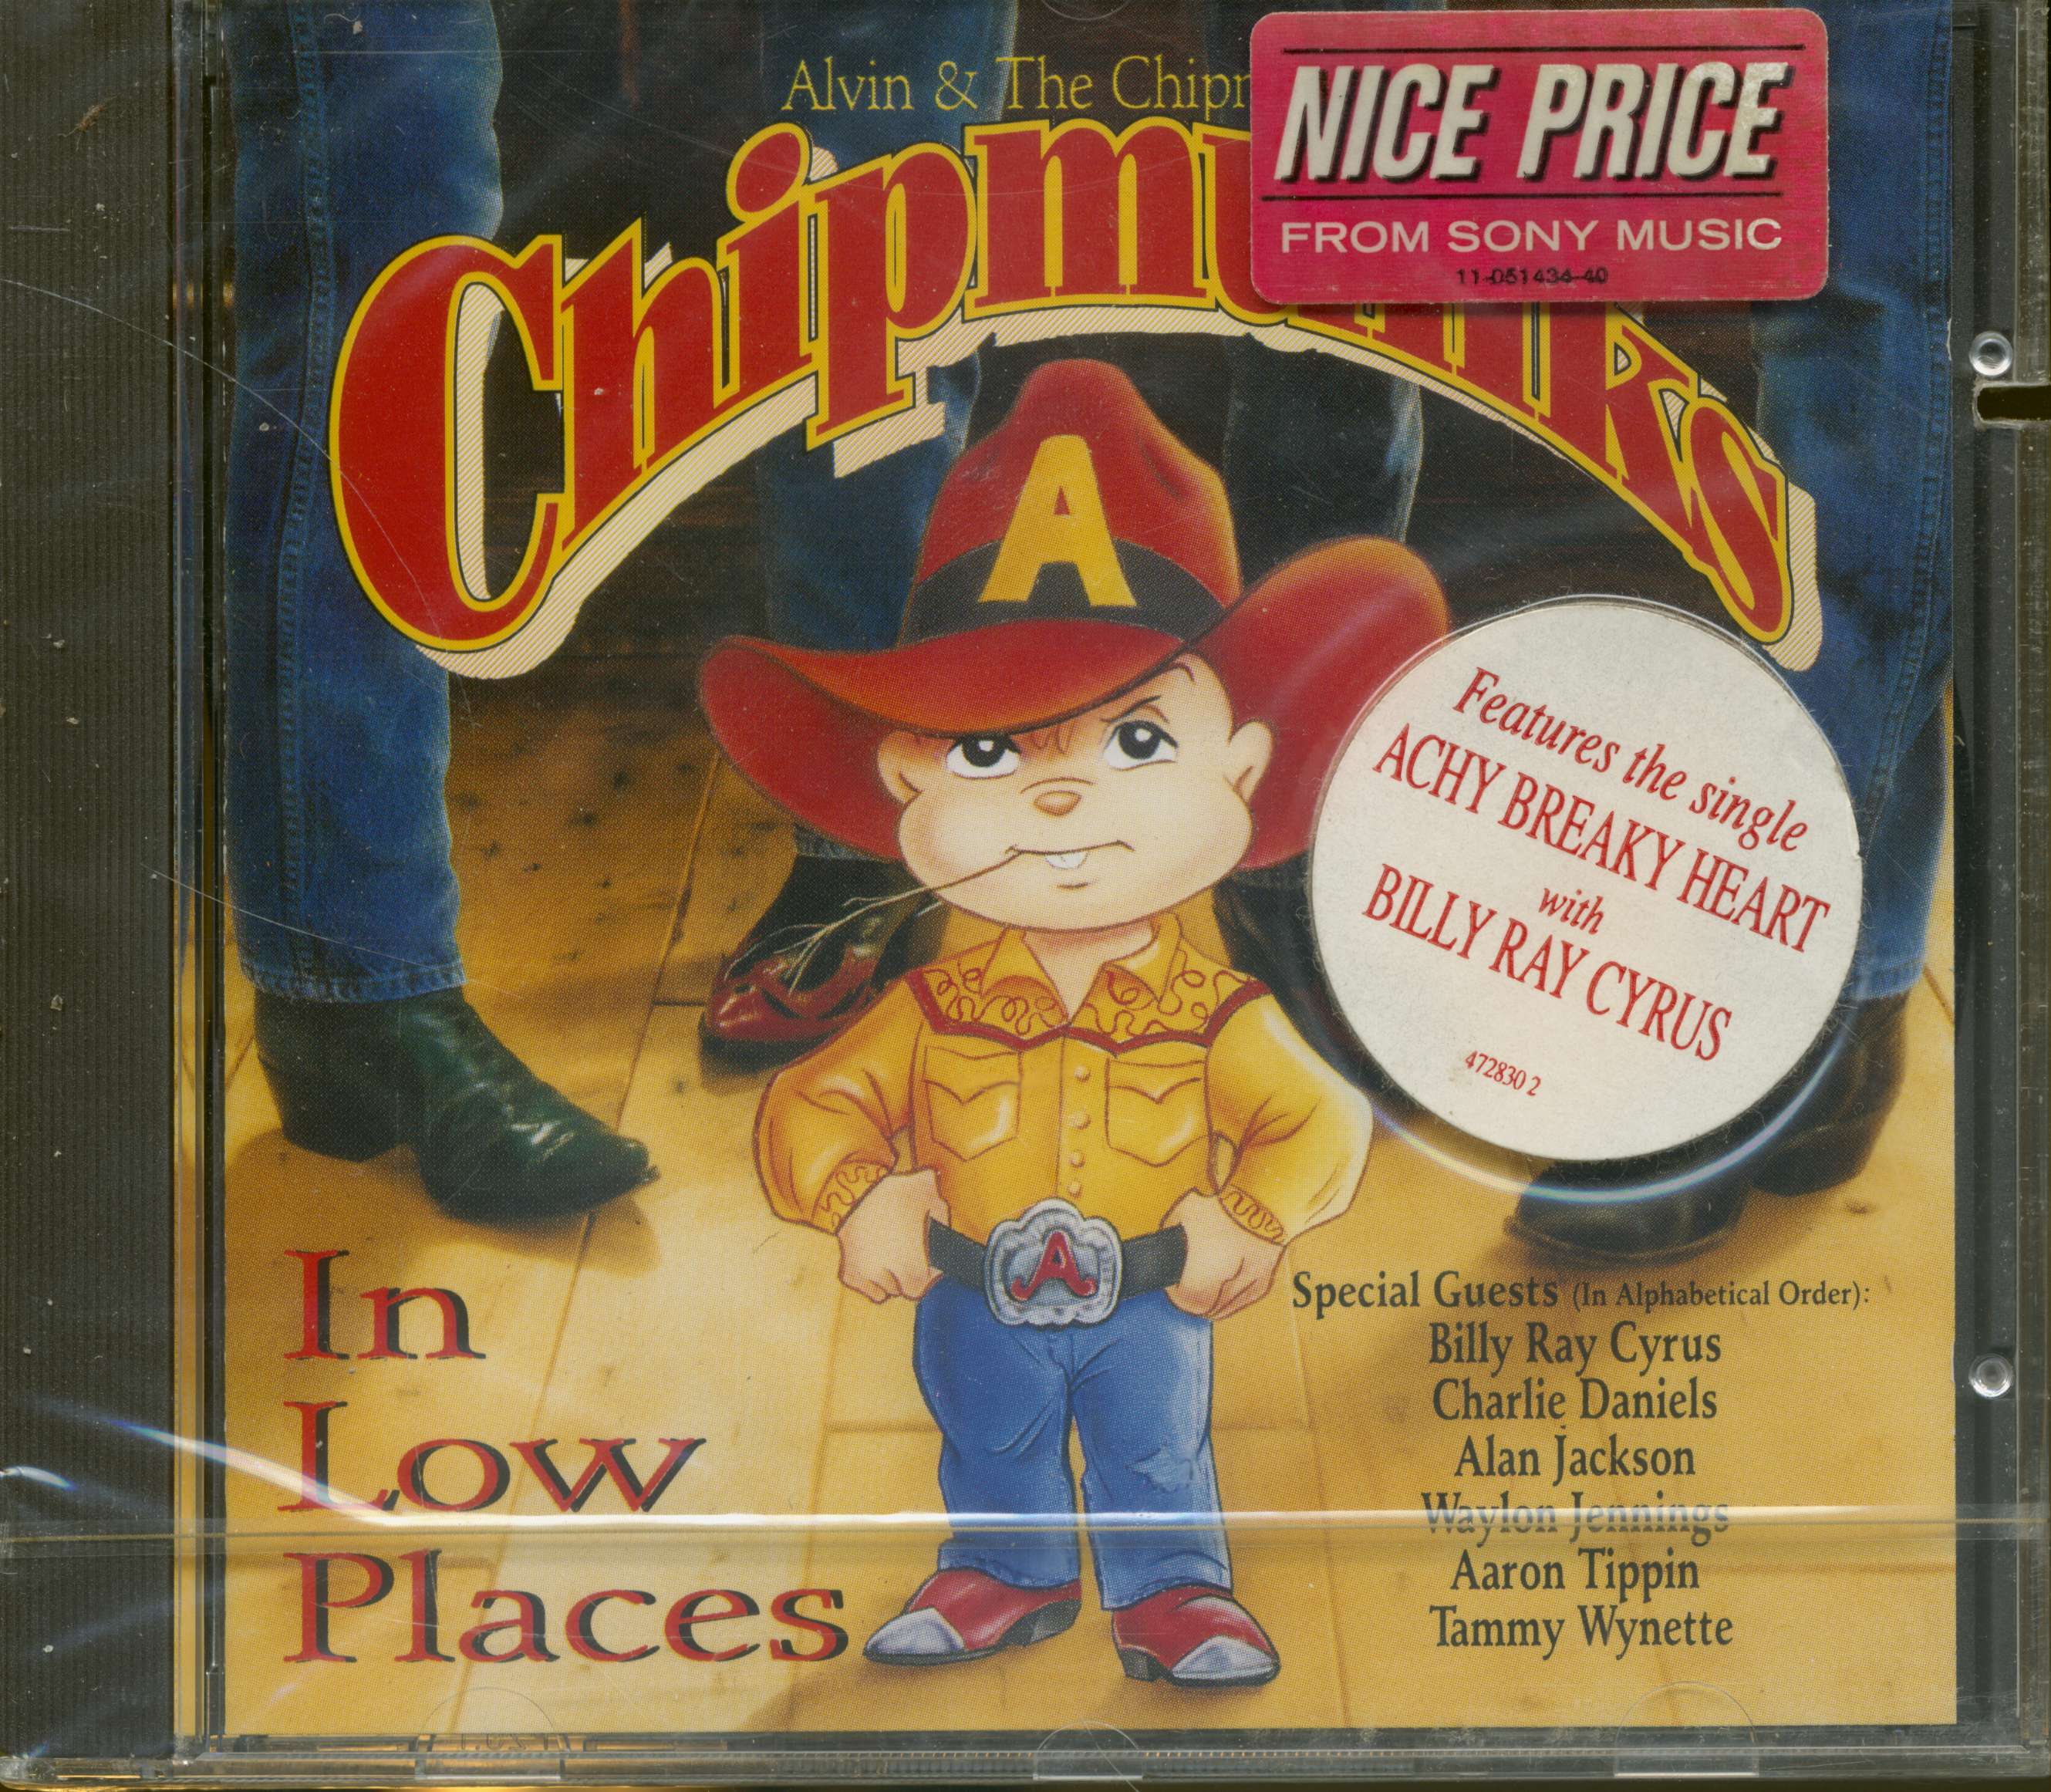 Alvin & The Chipm
NICE PRICE
FROM SONY MUSIC
11-051434-40
Chipmunks
A
Features the single
ACHY BREAKY HEART
with
BILLY RAY CYRUS
472830 2
A
In
Low
Places
Special Guests (In Alphabetical Order):
Billy Ray Cyrus
Charlie Daniels
Alan Jackson
Waylon Jennings
Aaron Tippin
Tammy Wynette